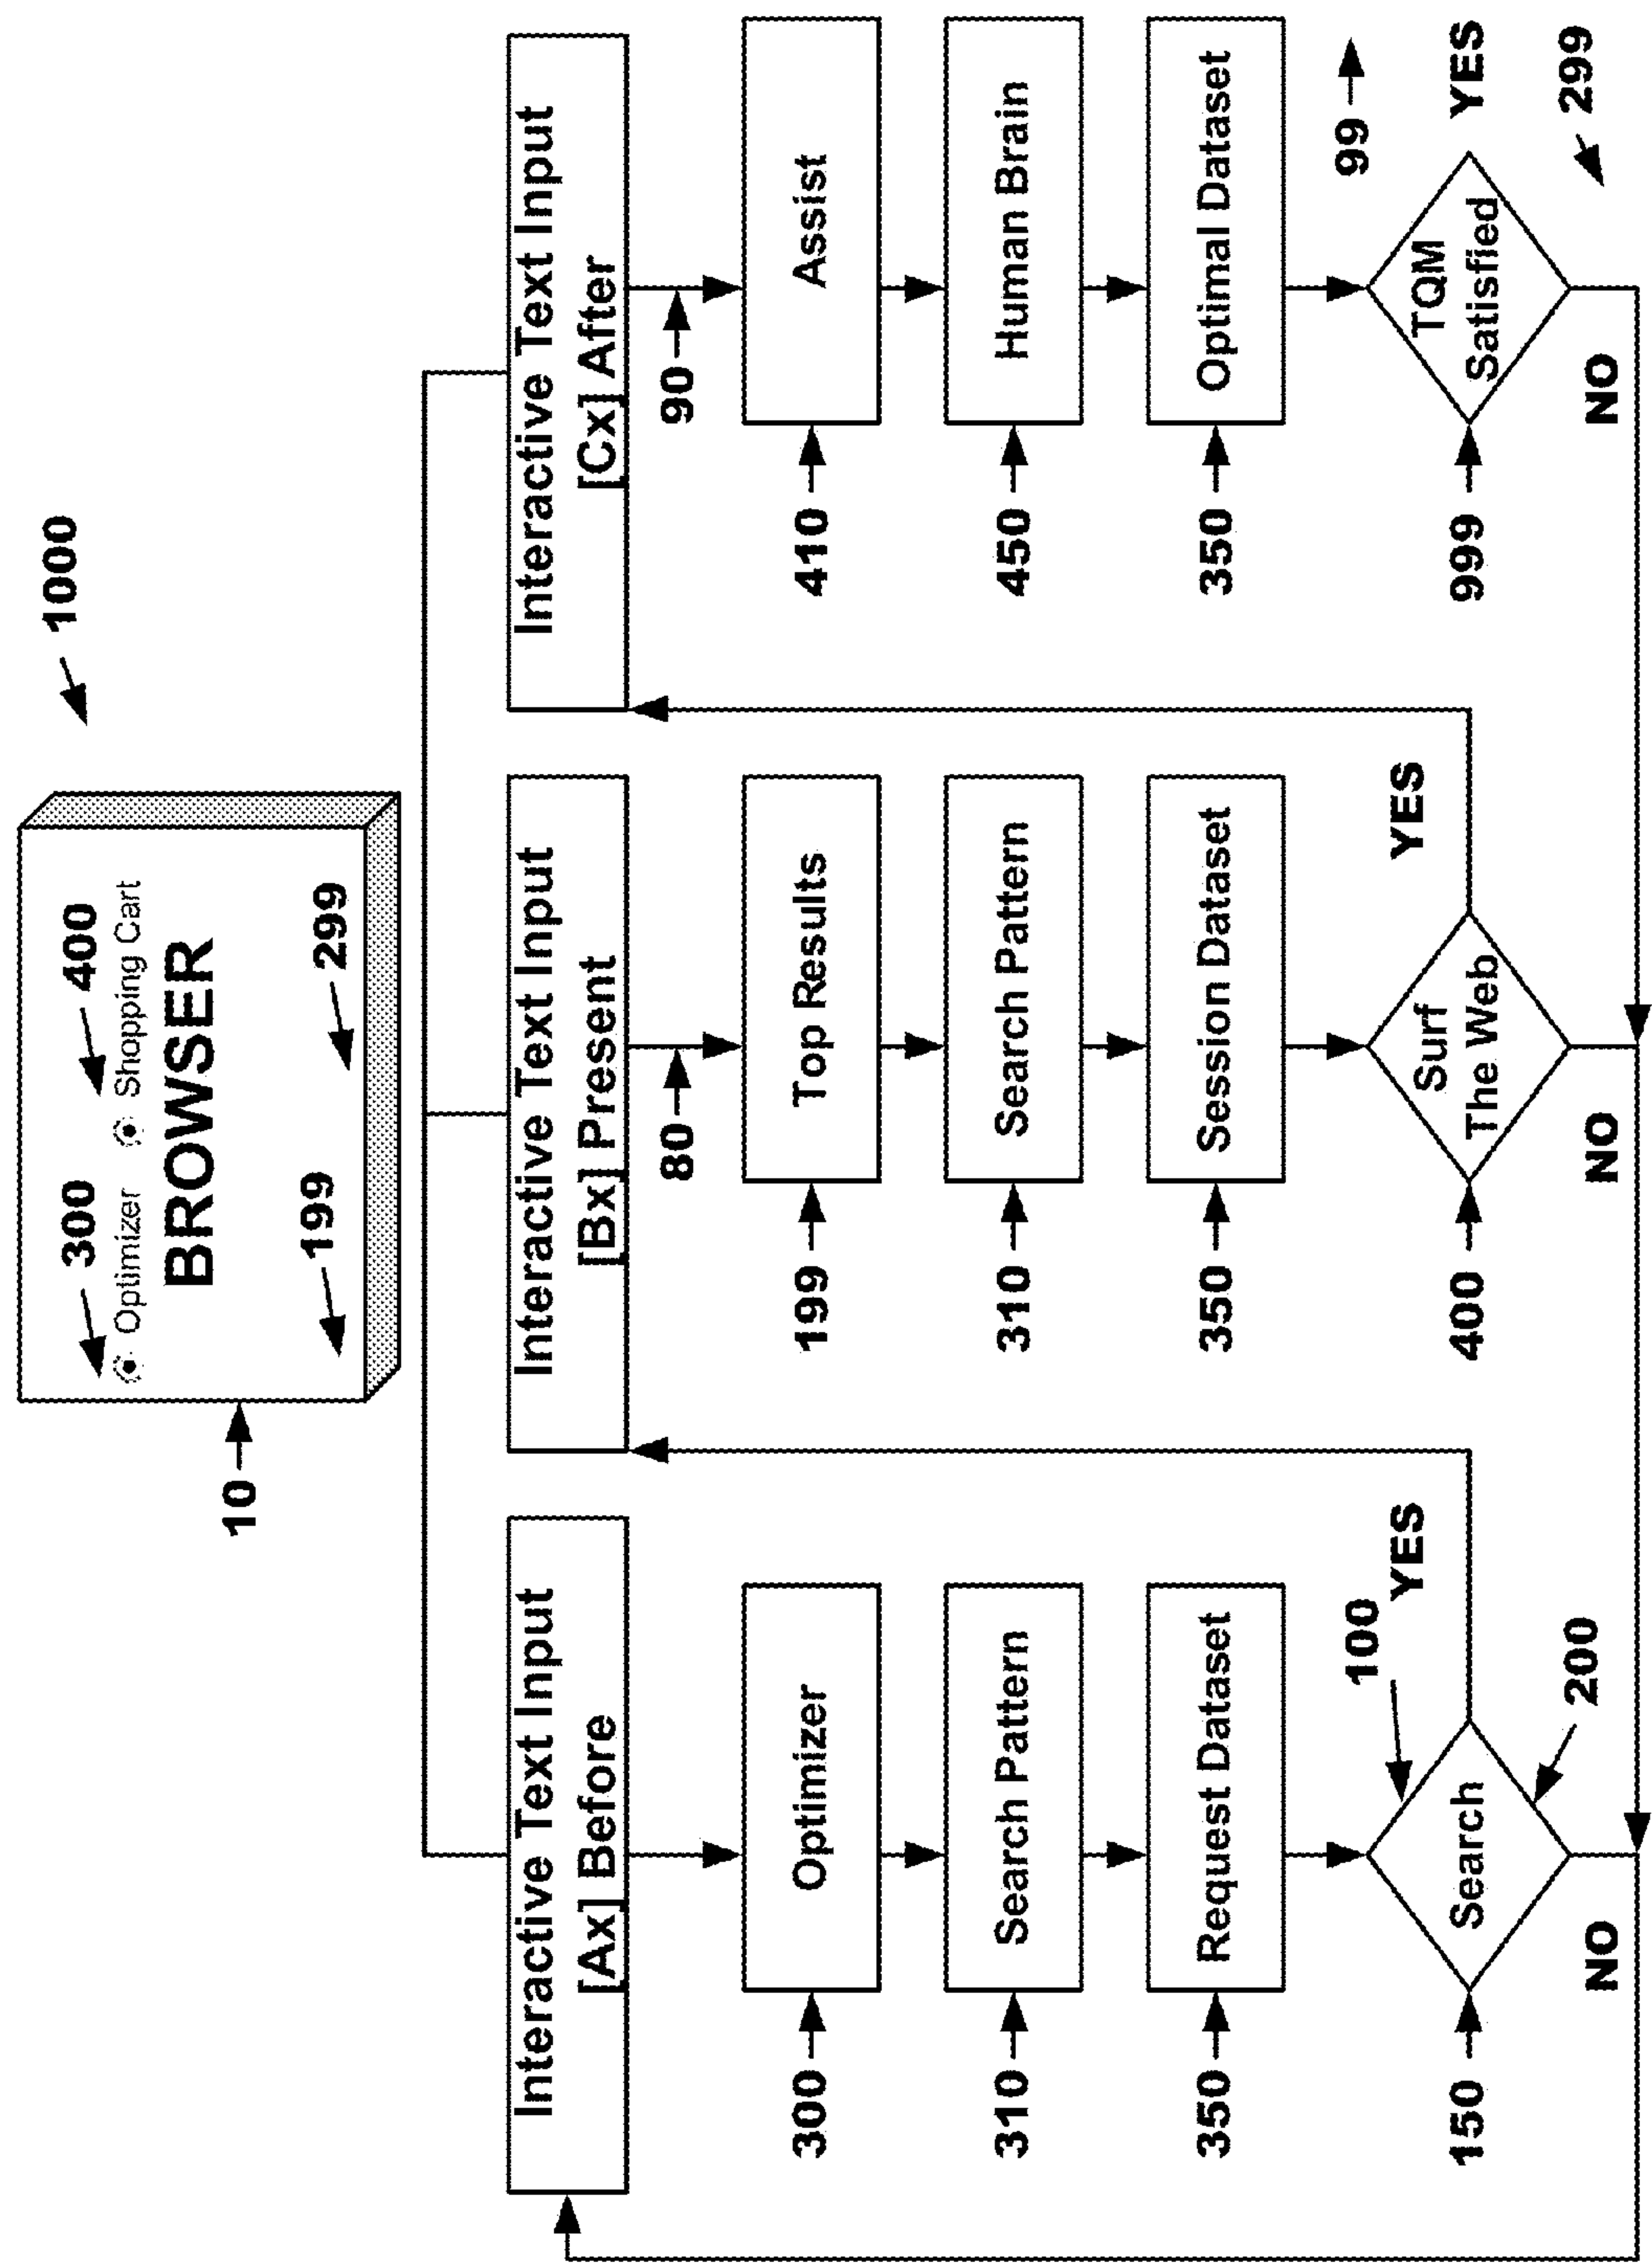 1000
300
400
Optimizer
Shopping Cart
BROWSER
199
299
10
Interactive Text Input
[Ax] Before
300
Optimizer
310
Search Pattern
350
Request Dataset
150
Search
100
YES
200
NO
Interactive Text Input
[Bx] Present
80
199
Top Results
310
Search Pattern
350
Session Dataset
400
Surf
The Web
YES
NO
Interactive Text Input
[Cx] After
90
410
Assist
450
Human Brain
350
Optimal Dataset
99
999
TQM
Satisfied
YES
299
NO